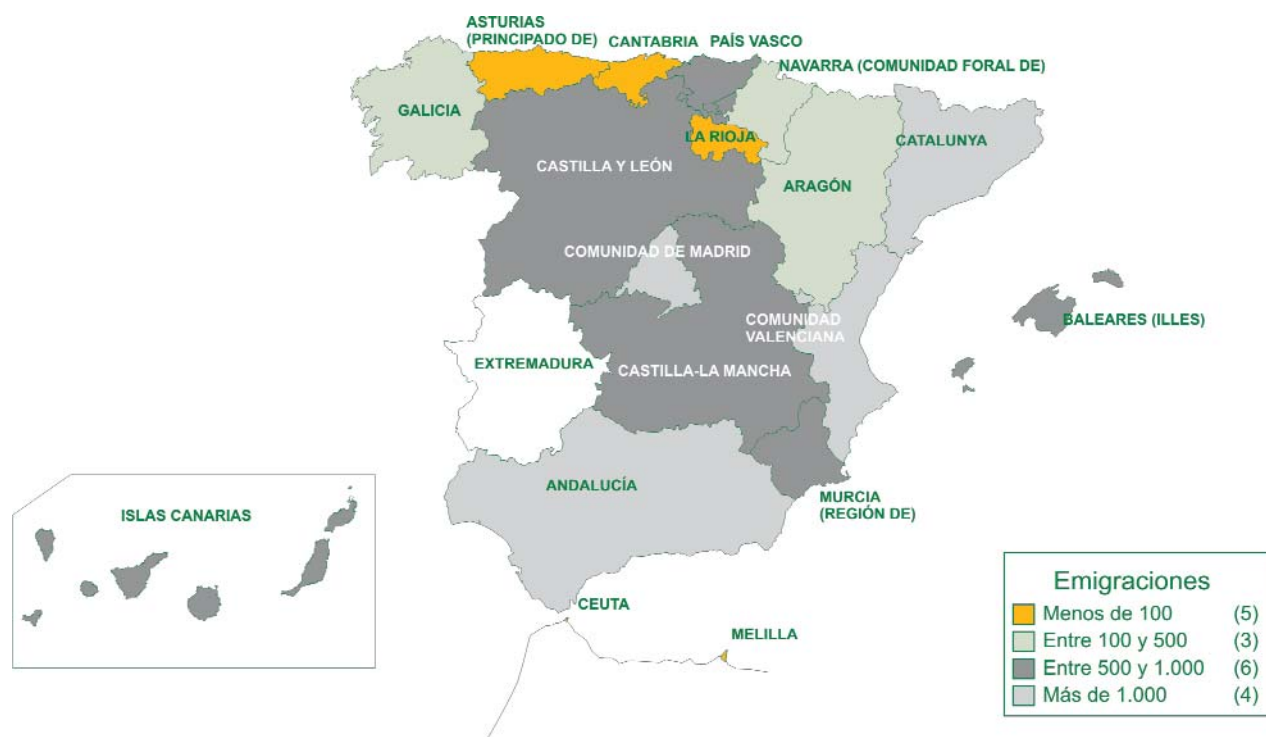 ASTURIAS
(PRINCIPADO DE)
CANTABRIA
PAÍS VASCO
NAVARRA (COMUNIDAD FORAL DE)
GALICIA
LA RIOJA
CATALUNYA
CASTILLA Y LEÓN
ARAGÓN
COMUNIDAD DE MADRID
COMUNIDAD
VALENCIANA
BALEARES (ILLES)
EXTREMADURA
CASTILLA-LA MANCHA
ANDALUCÍA
MURCIA
(REGIÓN DE)
ISLAS CANARIAS
CEUTA
MELILLA
Emigraciones
Menos de 100 (5)
Entre 100 y 500 (3)
Entre 500 y 1.000 (6)
Más de 1.000 (4)